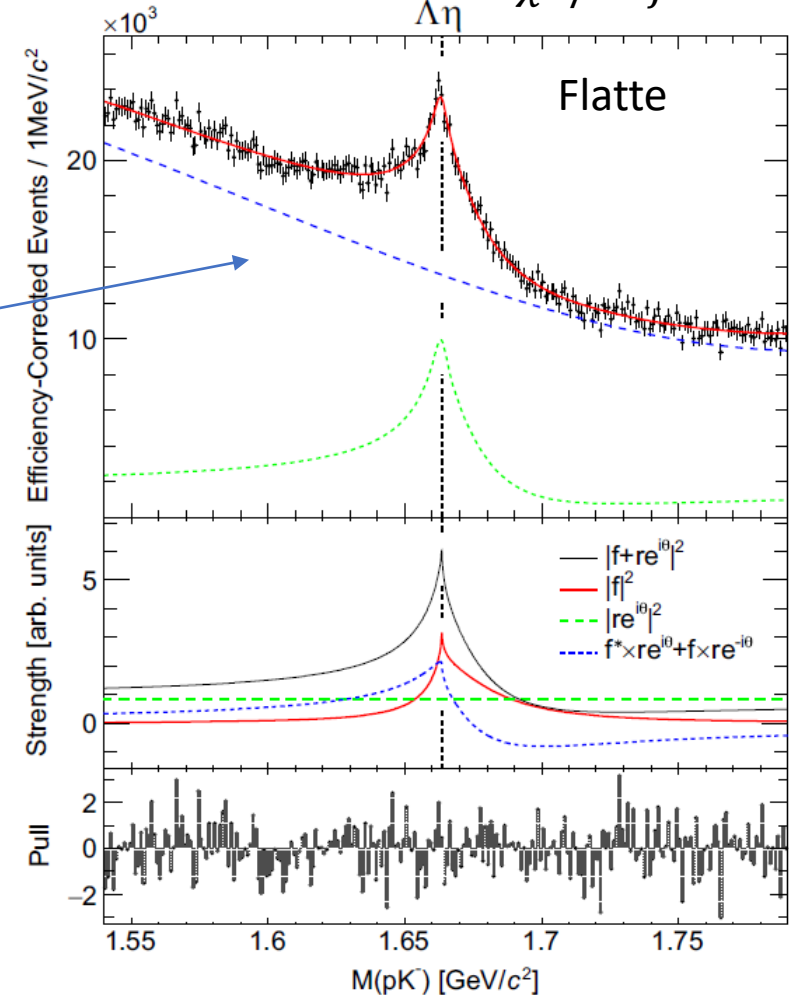 Λη
×10³
Flatte
Efficiency-Corrected Events / 1MeV/c²
20
10
Strength [arb. units]
5
0
|f+re^{iθ}|²
|f|²
|re^{iθ}|²
f*×re^{iθ}+f×re^{-iθ}
Pull
2
0
−2
1.55 1.6 1.65 1.7 1.75
M(pK⁻) [GeV/c²]